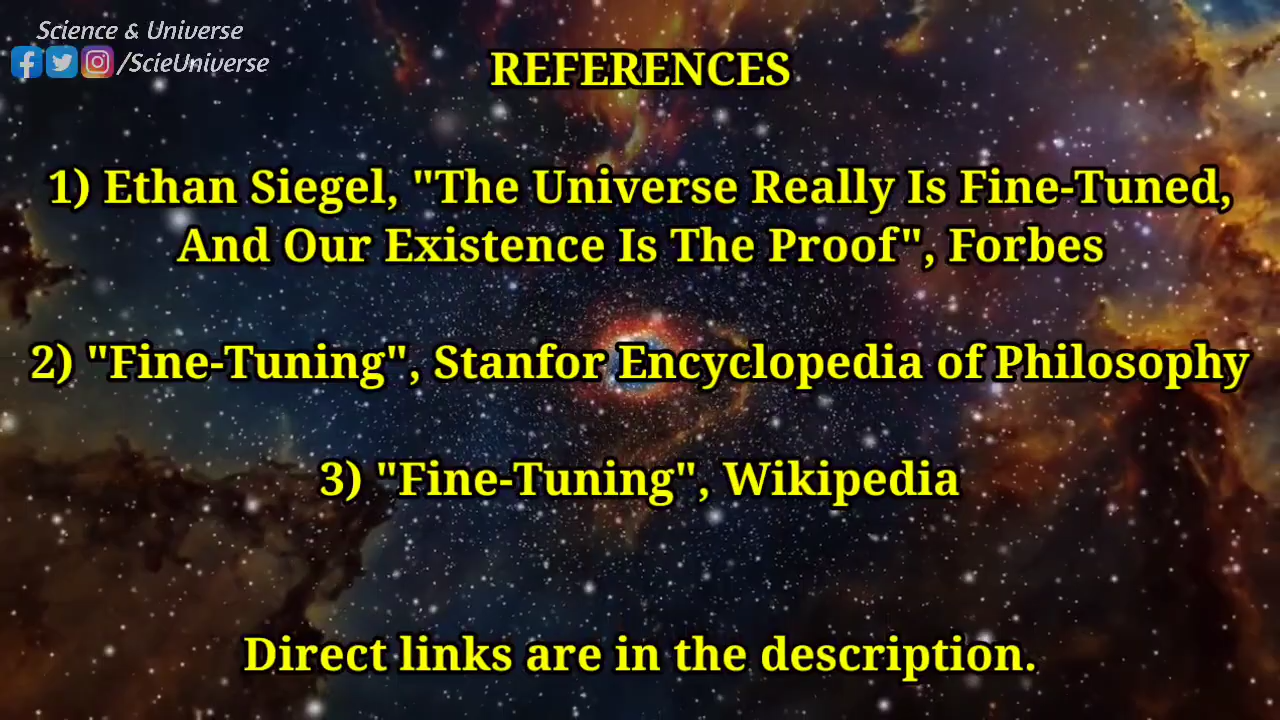 Science & Universe
/ScieUniverse
REFERENCES
1) Ethan Siegel, "The Universe Really Is Fine-Tuned,
And Our Existence Is The Proof", Forbes
2) "Fine-Tuning", Stanfor Encyclopedia of Philosophy
3) "Fine-Tuning", Wikipedia
Direct links are in the description.